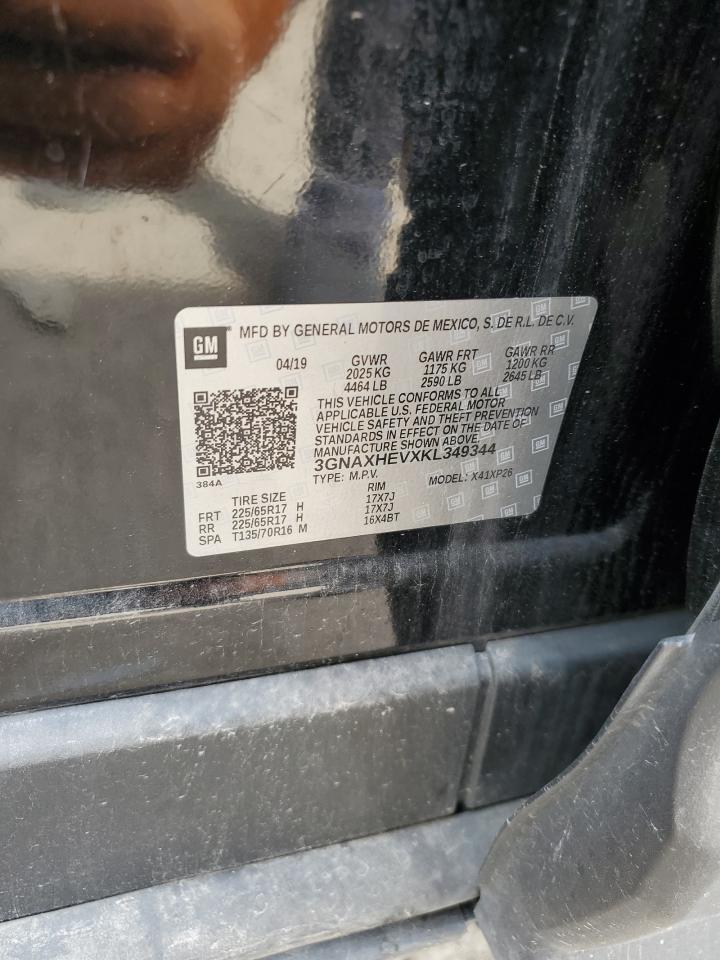 GM
MFD BY GENERAL MOTORS DE MEXICO, S. DE R.L. DE C.V.
04/19 GVWR GAWR FRT GAWR RR
2025 KG 1175 KG 1200 KG
4464 LB 2590 LB 2645 LB
THIS VEHICLE CONFORMS TO ALL
APPLICABLE U.S. FEDERAL MOTOR
VEHICLE SAFETY AND THEFT PREVENTION
STANDARDS IN EFFECT ON THE DATE OF
MANUFACTURE SHOWN ABOVE.
3GNAXHEVXKL349344
384A
TYPE: M.P.V. MODEL: X41XP26
TIRE SIZE RIM
FRT 225/65R17 H 17X7J
RR 225/65R17 H 17X7J
SPA T135/70R16 M 16X4BT